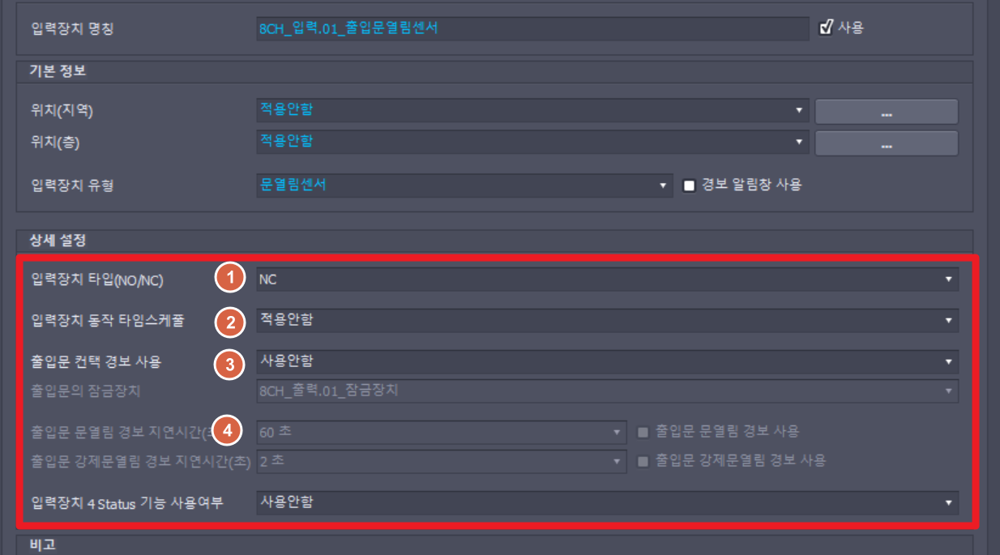 입력장치 명칭 8CH_입력.01_출입문열림센서 사용
기본 정보
위치(지역) 적용안함 ...
위치(층) 적용안함 ...
입력장치 유형 문열림센서 경보 알림창 사용
상세 설정
입력장치 타입(NO/NC) 1 NC
입력장치 동작 타임스케쥴 2 적용안함
출입문 컨택 경보 사용 3 사용안함
출입문의 잠금장치 8CH_출력.01_잠금장치
출입문 문열림 경보 지연시간( 4 60 초 출입문 문열림 경보 사용
출입문 강제문열림 경보 지연시간(초) 2 초 출입문 강제문열림 경보 사용
입력장치 4 Status 기능 사용여부 사용안함
비고